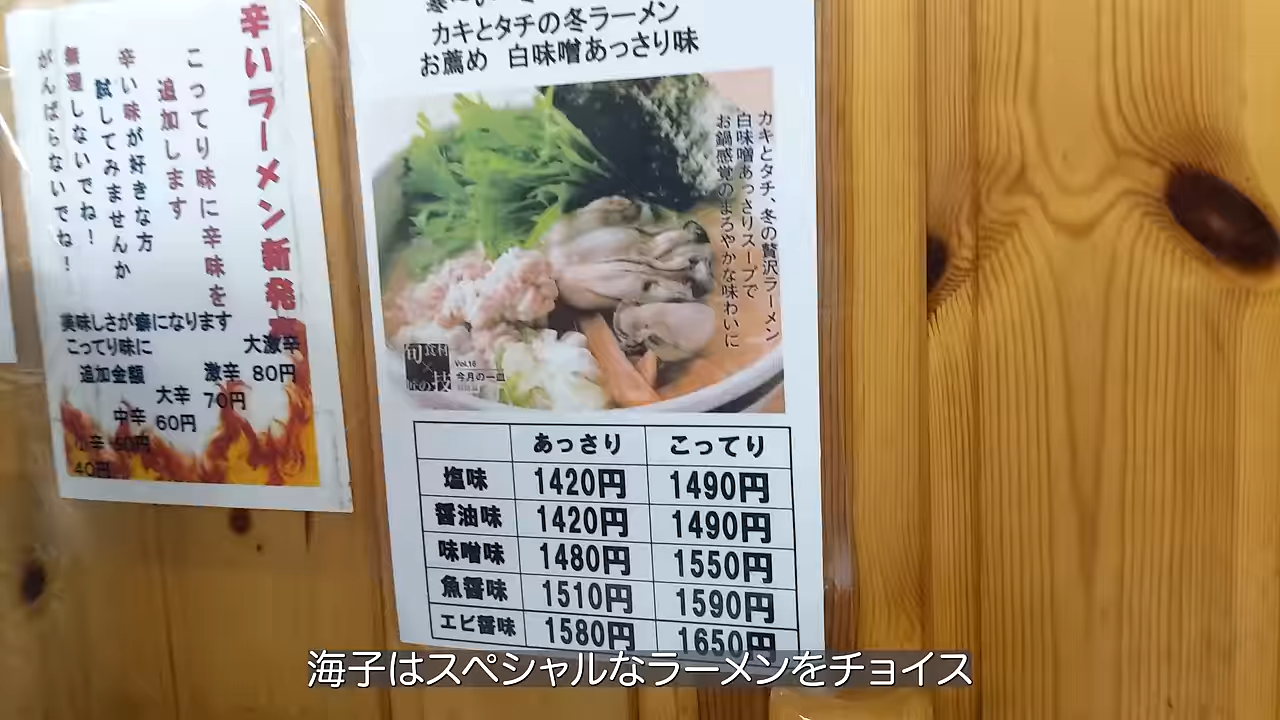 辛いラーメン新発売
こってり味に辛味を
追加します
辛い味が好きな方
試してみませんか
無理しないでね！
がんばらないでね！
美味しさが癖になります
こってり味に
追加金額
大激辛
80円
激辛
70円
大辛
60円
中辛
小辛
40円
カキとタチの冬ラーメン
お薦め 白味噌あっさり味
カキとタチ、冬の贅沢ラーメン
白味噌あっさりスープで
お鍋感覚のまろやかな味わいに
旬食材×匠の技
Vol.16
今月の一皿
あっさり こってり
塩味 1420円 1490円
醤油味 1420円 1490円
味噌味 1480円 1550円
魚醤味 1510円 1590円
エビ醤味 1580円 1650円
海子はスペシャルなラーメンをチョイス